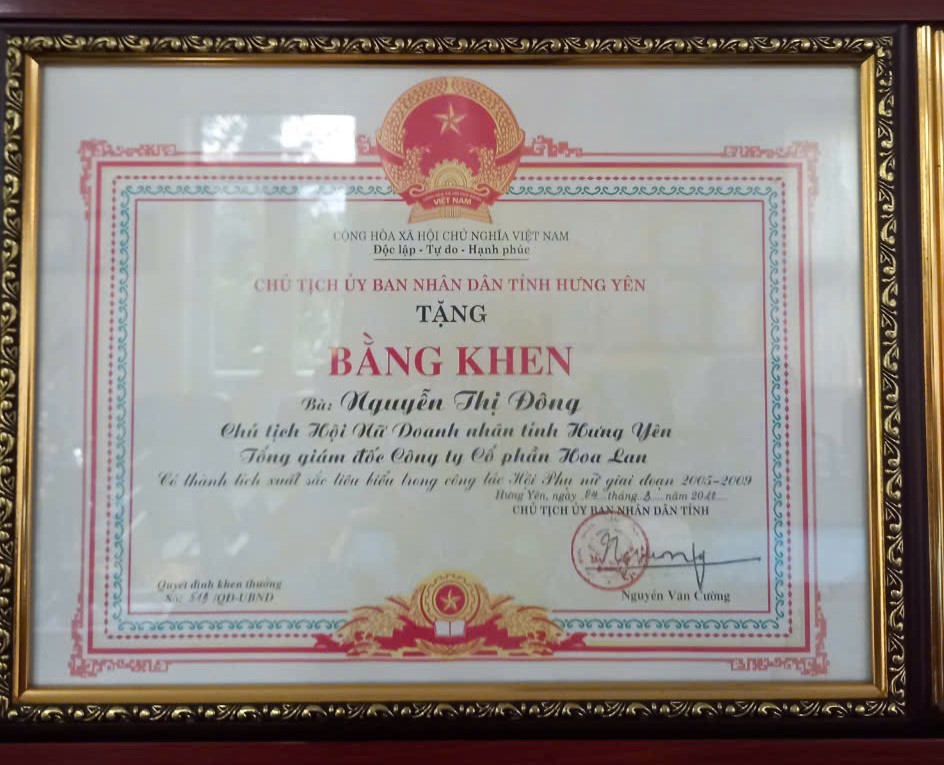 VIỆT NAM
CỘNG HÒA XÃ HỘI CHỦ NGHĨA VIỆT NAM
Độc lập - Tự do - Hạnh phúc
CHỦ TỊCH ỦY BAN NHÂN DÂN TỈNH HƯNG YÊN
TẶNG
BẰNG KHEN
Bà: Nguyễn Thị Đông
Chủ tịch Hội Nữ Doanh nhân tỉnh Hưng Yên
Tổng giám đốc Công ty Cổ phần Hoa Lan
Có thành tích xuất sắc tiêu biểu trong công tác Hội Phụ nữ giai đoạn 2005-2009
Hưng Yên, ngày 04 tháng 3 năm
CHỦ TỊCH ỦY BAN NHÂN DÂN TỈNH
Quyết định khen thưởng
Số: /QĐ-UBND
Nguyễn Văn Cường